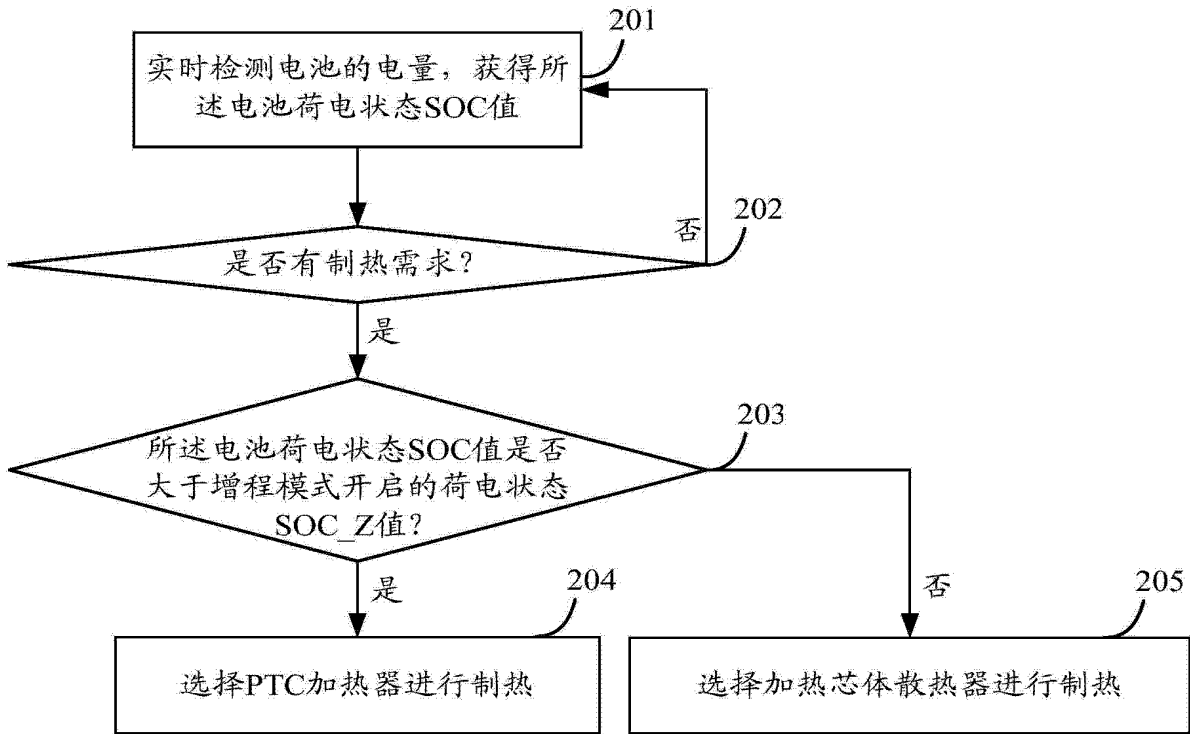 201
实时检测电池的电量，获得所
述电池荷电状态SOC值
否
202
是否有制热需求？
是
203
所述电池荷电状态SOC值是否
大于增程模式开启的荷电状态
SOC_Z值？
是
204
否
205
选择PTC加热器进行制热
选择加热芯体散热器进行制热